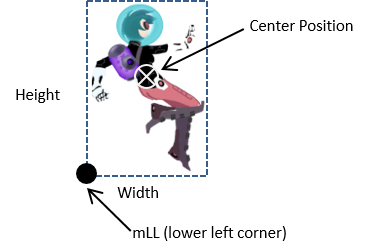 Center Position
Height
Width
mLL (lower left corner)